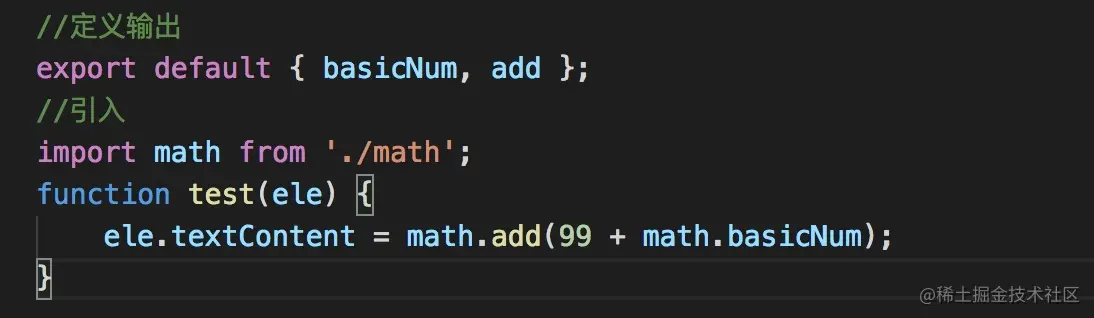 //定义输出
export default { basicNum, add };
//引入
import math from './math';
function test(ele) {
    ele.textContent = math.add(99 + math.basicNum);
}
@稀土掘金技术社区